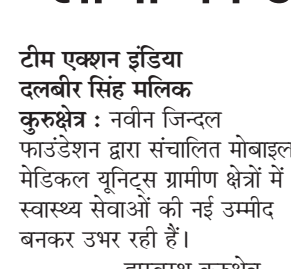 टीम एक्शन इंडिया
दलबीर सिंह मलिक
कुरुक्षेत्र : नवीन जिन्दल
फाउंडेशन द्वारा संचालित मोबाइल
मेडिकल यूनिट्स ग्रामीण क्षेत्रों में
स्वास्थ्य सेवाओं की नई उम्मीद
बनकर उभर रही हैं।